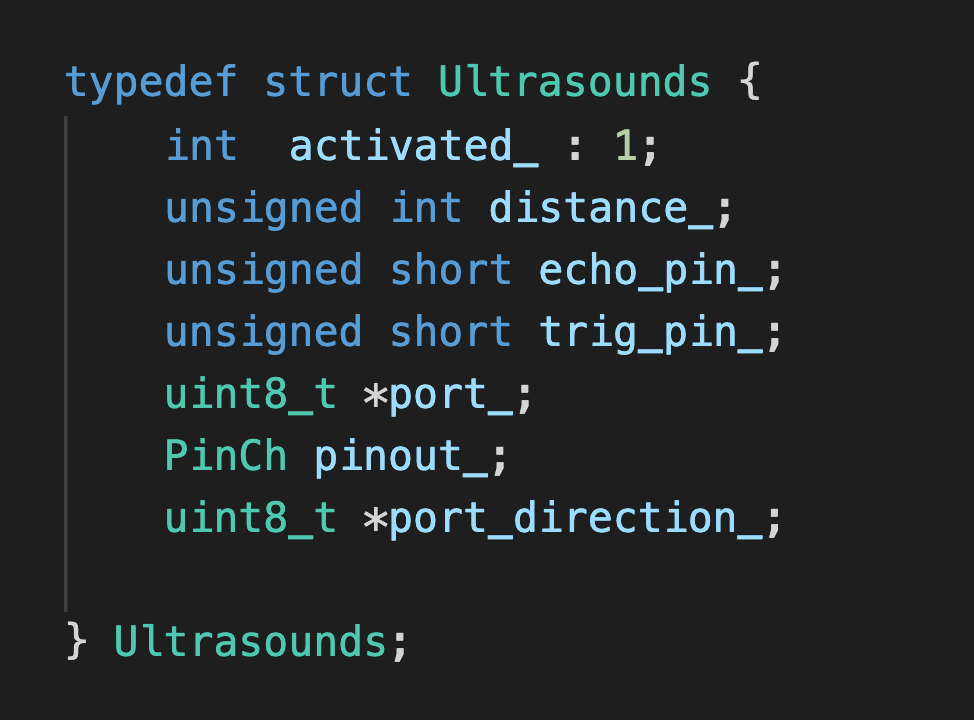 typedef struct Ultrasounds {
    int  activated_ : 1;
    unsigned int distance_;
    unsigned short echo_pin_;
    unsigned short trig_pin_;
    uint8_t *port_;
    PinCh pinout_;
    uint8_t *port_direction_;
} Ultrasounds;